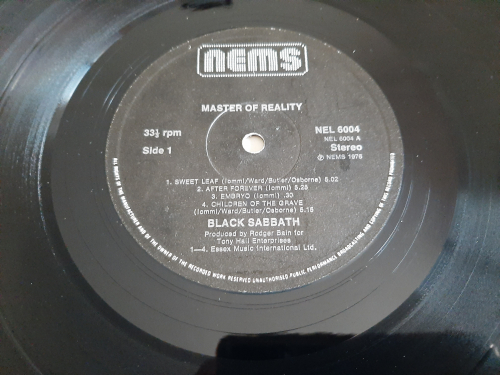 nems
MASTER OF REALITY
33⅓ rpm
Side 1
NEL 6004
NEL 6004 A
Stereo
℗ NEMS 1976
1. SWEET LEAF (Iommi/Ward/Butler/Osborne) 5.02
2. AFTER FOREVER (Iommi) 5.25
3. EMBRYO (Iommi) .30
4. CHILDREN OF THE GRAVE
(Iommi/Ward/Butler/Osborne) 5.15
BLACK SABBATH
Produced by Rodger Bain for
Tony Hall Enterprises
1—4. Essex Music International Ltd.
ALL RIGHTS OF THE MANUFACTURER AND OF THE OWNER OF THE RECORDED WORK RESERVED UNAUTHORISED PUBLIC PERFORMANCE BROADCASTING AND COPYING OF THIS RECORD PROHIBITED